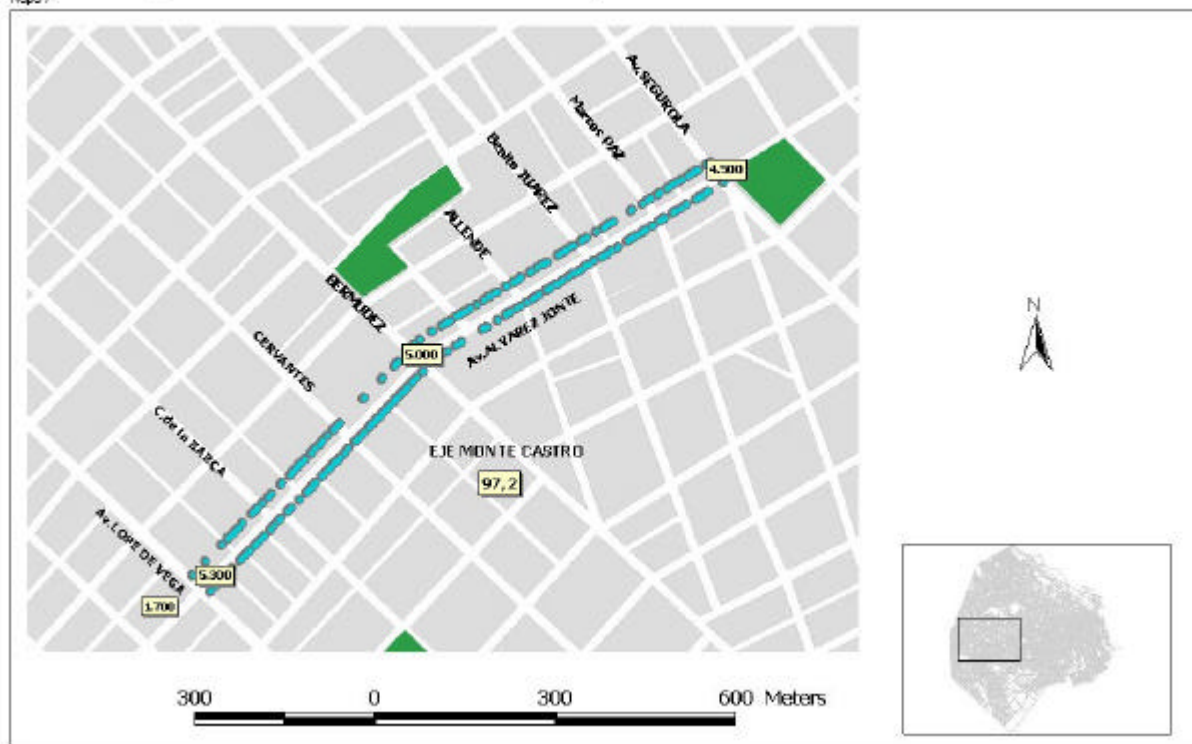 Av. SEGUROLA
Marcos PAZ
Benito JUAREZ
4.500
ALLENDE
BERMUDEZ
Av.ALVAREZ JONTE
5.000
CERVANTES
C.de la BARCA
EJE MONTE CASTRO
97,2
Av.LOPE DE VEGA
5.300
1.700
N
300 0 300 600 Meters